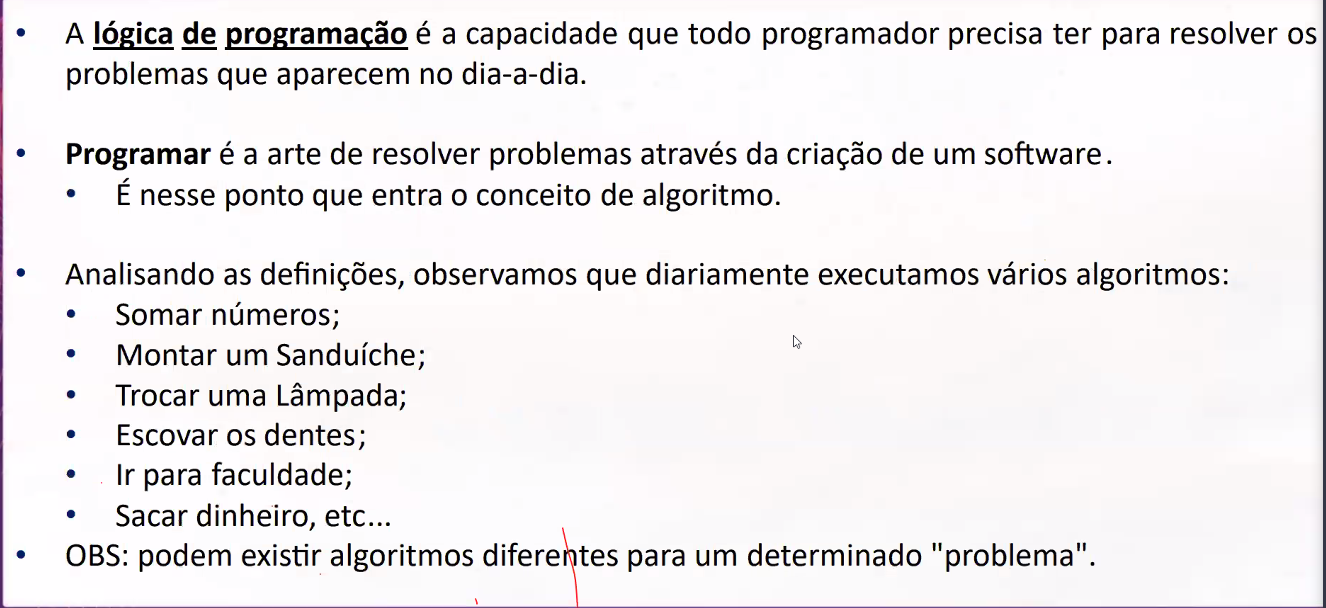 • A lógica de programação é a capacidade que todo programador precisa ter para resolver os
problemas que aparecem no dia-a-dia.
• Programar é a arte de resolver problemas através da criação de um software.
• É nesse ponto que entra o conceito de algoritmo.
• Analisando as definições, observamos que diariamente executamos vários algoritmos:
• Somar números;
• Montar um Sanduíche;
• Trocar uma Lâmpada;
• Escovar os dentes;
• Ir para faculdade;
• Sacar dinheiro, etc...
• OBS: podem existir algoritmos diferentes para um determinado "problema".